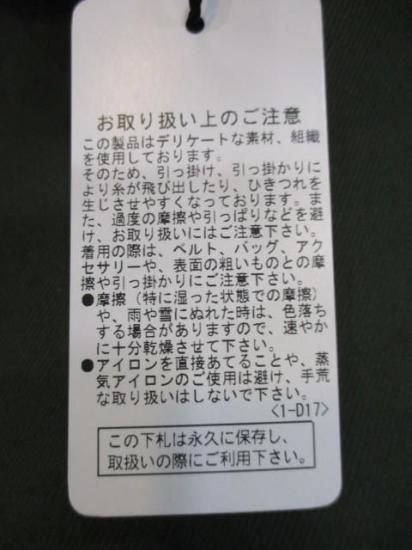 お取り扱い上のご注意
この製品はデリケートな素材、組織
を使用しております。
そのため、引っ掛け、引っ掛かりに
より糸が飛び出したり、ひきつれを
生じさせやすくなっております。ま
た、過度の摩擦や引っぱりなどを避
け、お取り扱いにはご注意下さい。
着用の際は、ベルト、バッグ、アク
セサリーや、表面の粗いものとの摩
擦や引っ掛かりにご注意下さい。
●摩擦（特に湿った状態での摩擦）
や、雨や雪にぬれた時は、色落ち
する場合がありますので、速やか
に十分乾燥させて下さい。
●アイロンを直接あてることや、蒸
気アイロンのご使用は避け、手荒
な取り扱いはしないで下さい。
<1-D17>
この下札は永久に保存し、
取扱いの際にご利用下さい。